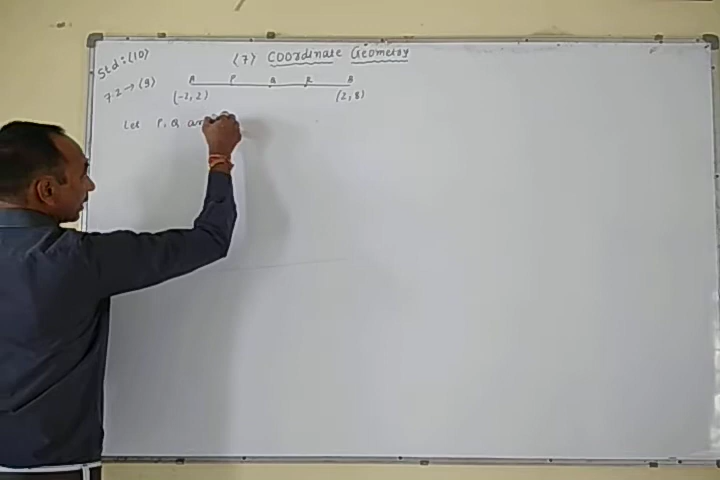 Std : (10)
(7) Coordinate Geometry
7.2 → (9)
A P Q R B
(-2, 2) (2, 8)
Let P, Q